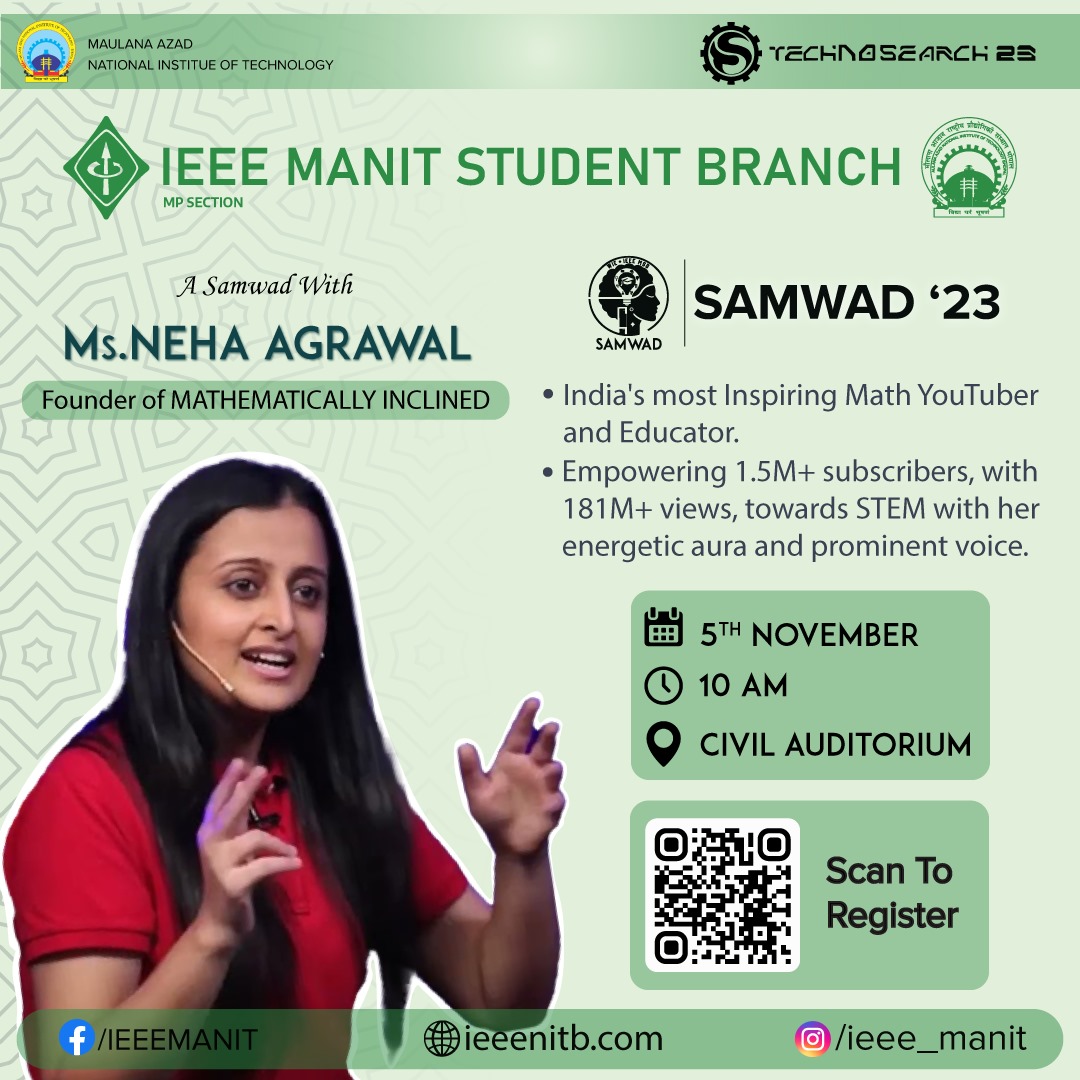 MAULANA AZAD
NATIONAL INSTITUE OF TECHNOLOGY
TECHNOSEARCH 23
IEEE MANIT STUDENT BRANCH
MP SECTION
विद्या परं भूषणम्
A Samwad With
Ms.NEHA AGRAWAL
Founder of MATHEMATICALLY INCLINED
SAMWAD
SAMWAD ‘23
• India's most Inspiring Math YouTuber
and Educator.
• Empowering 1.5M+ subscribers, with
181M+ views, towards STEM with her
energetic aura and prominent voice.
5TH NOVEMBER
10 AM
CIVIL AUDITORIUM
Scan To
Register
/IEEEMANIT
ieeenitb.com
/ieee_manit